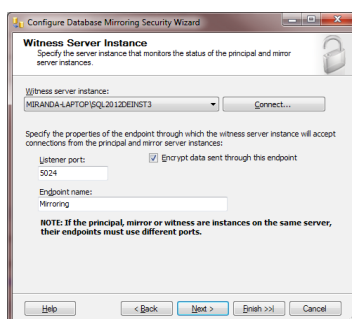 Configure Database Mirroring Security Wizard
Witness Server Instance
Specify the server instance that monitors the status of the principal and mirror
server instances.
Witness server instance:
MIRANDA-LAPTOP\SQL2012DEINST3
Connect...
Specify the properties of the endpoint through which the witness server instance will accept
connections from the principal and mirror server instances:
Listener port:
Encrypt data sent through this endpoint
5024
Endpoint name:
Mirroring
NOTE: If the principal, mirror or witness are instances on the same server,
their endpoints must use different ports.
Help
< Back
Next >
Finish >>|
Cancel